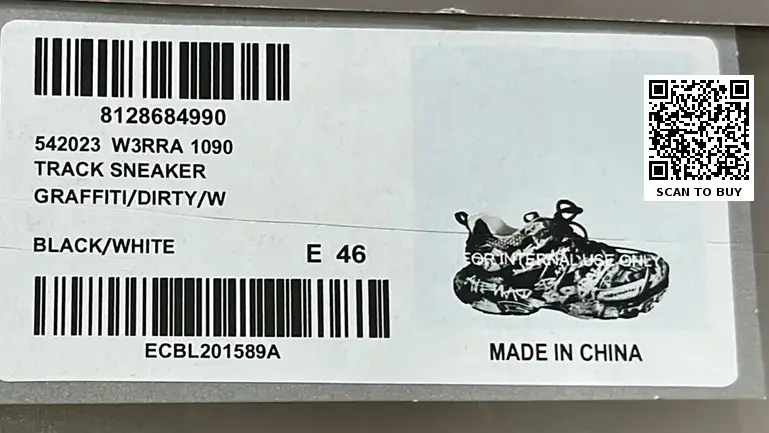 8128684990
542023 W3RRA 1090
TRACK SNEAKER
GRAFFITI/DIRTY/W
BLACK/WHITE
E 46
ECBL201589A
FOR INTERNAL USE ONLY
MADE IN CHINA
SCAN TO BUY